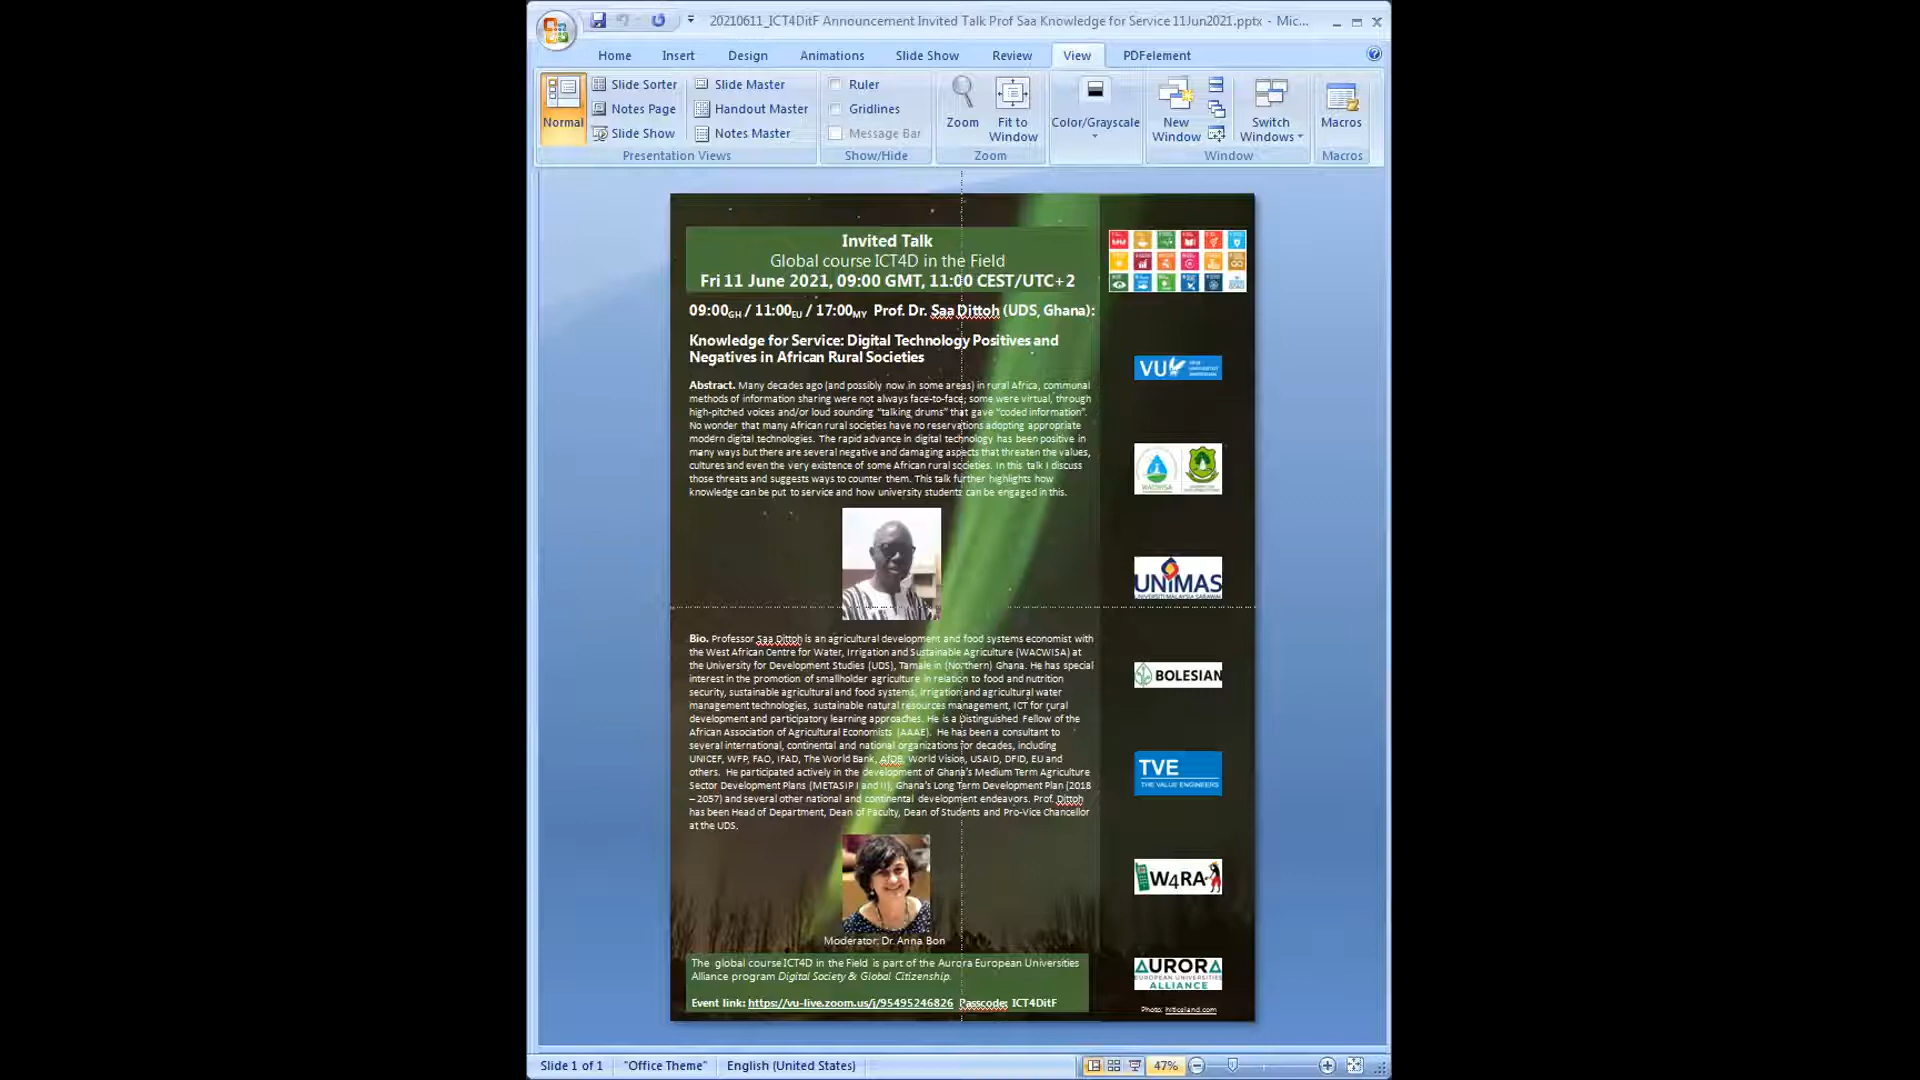 20210611_ICT4DitF Announcement Invited Talk Prof Saa Knowledge for Service 11Jun2021.pptx - Mic...
Home Insert Design Animations Slide Show Review View PDFelement
Slide Sorter Slide Master Ruler
Notes Page Handout Master Gridlines
Slide Show Notes Master Message Bar
Normal Zoom Fit to Window Color/Grayscale New Window Switch Windows Macros
Presentation Views Show/Hide Zoom Window Macros
Invited Talk
Global course ICT4D in the Field
Fri 11 June 2021, 09:00 GMT, 11:00 CEST/UTC+2
09:00GH / 11:00EU / 17:00MY Prof. Dr. Saa Dittoh (UDS, Ghana):
Knowledge for Service: Digital Technology Positives and
Negatives in African Rural Societies
Abstract. Many decades ago (and possibly now in some areas) in rural Africa, communal
methods of information sharing were not always face-to-face; some were virtual, through
high-pitched voices and/or loud sounding “talking drums” that gave “coded information”.
No wonder that many African rural societies have no reservations adopting appropriate
modern digital technologies. The rapid advance in digital technology has been positive in
many ways but there are several negative and damaging aspects that threaten the values,
cultures and even the very existence of some African rural societies. In this talk I discuss
those threats and suggests ways to counter them. This talk further highlights how
knowledge can be put to service and how university students can be engaged in this.
Bio. Professor Saa Dittoh is an agricultural development and food systems economist with
the West African Centre for Water, Irrigation and Sustainable Agriculture (WACWISA) at
the University for Development Studies (UDS), Tamale in (Northern) Ghana. He has special
interest in the promotion of smallholder agriculture in relation to food and nutrition
security, sustainable agricultural and food systems, irrigation and agricultural water
management technologies, sustainable natural resources management, ICT for rural
development and participatory learning approaches. He is a Distinguished Fellow of the
African Association of Agricultural Economists (AAAE). He has been a consultant to
several international, continental and national organizations for decades, including
UNICEF, WFP, FAO, IFAD, The World Bank, AfDB, World Vision, USAID, DFID, EU and
others. He participated actively in the development of Ghana’s Medium Term Agriculture
Sector Development Plans (METASIP I and II), Ghana’s Long Term Development Plan (2018
– 2057) and several other national and continental development endeavors. Prof. Dittoh
has been Head of Department, Dean of Faculty, Dean of Students and Pro-Vice Chancellor
at the UDS.
Moderator: Dr. Anna Bon
The global course ICT4D in the Field is part of the Aurora European Universities
Alliance program Digital Society & Global Citizenship.
Event link: https://vu-live.zoom.us/j/95495246826 Passcode: ICT4DitF
VU
WACWISA
UNIMAS
UNIVERSITI MALAYSIA SARAWAK
BOLESIAN
TVE
THE VALUE ENGINEERS
W4RA
AURORA
EUROPEAN UNIVERSITIES
ALLIANCE
Photo: hiticeland.com
Slide 1 of 1 "Office Theme" English (United States) 47%